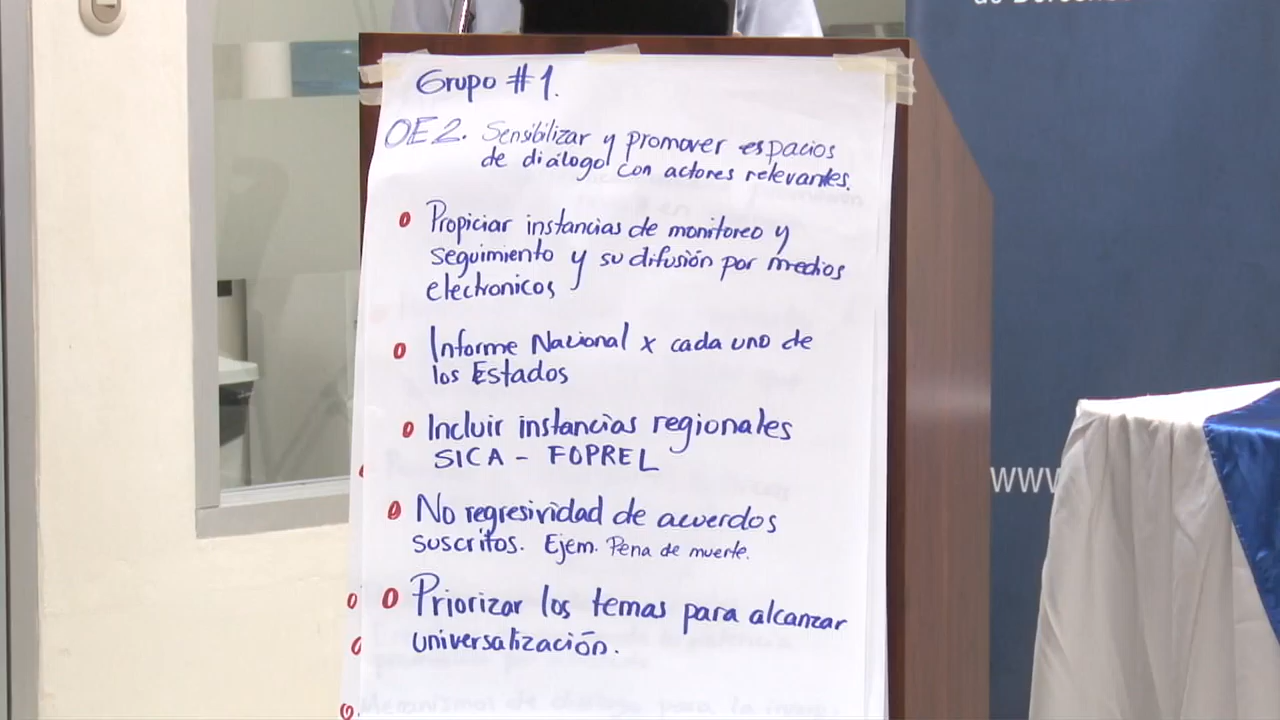 de Derechos
Grupo #1.
OE2. Sensibilizar y promover espacios
de diálogo con actores relevantes.
Propiciar instancias de monitoreo y
seguimiento y su difusión por medios
electronicos
Informe Nacional x cada uno de
los Estados
Incluir instancias regionales
SICA - FOPREL
No regresividad de acuerdos
suscritos. Ejem. Pena de muerte.
Priorizar los temas para alcanzar
universalización.
www